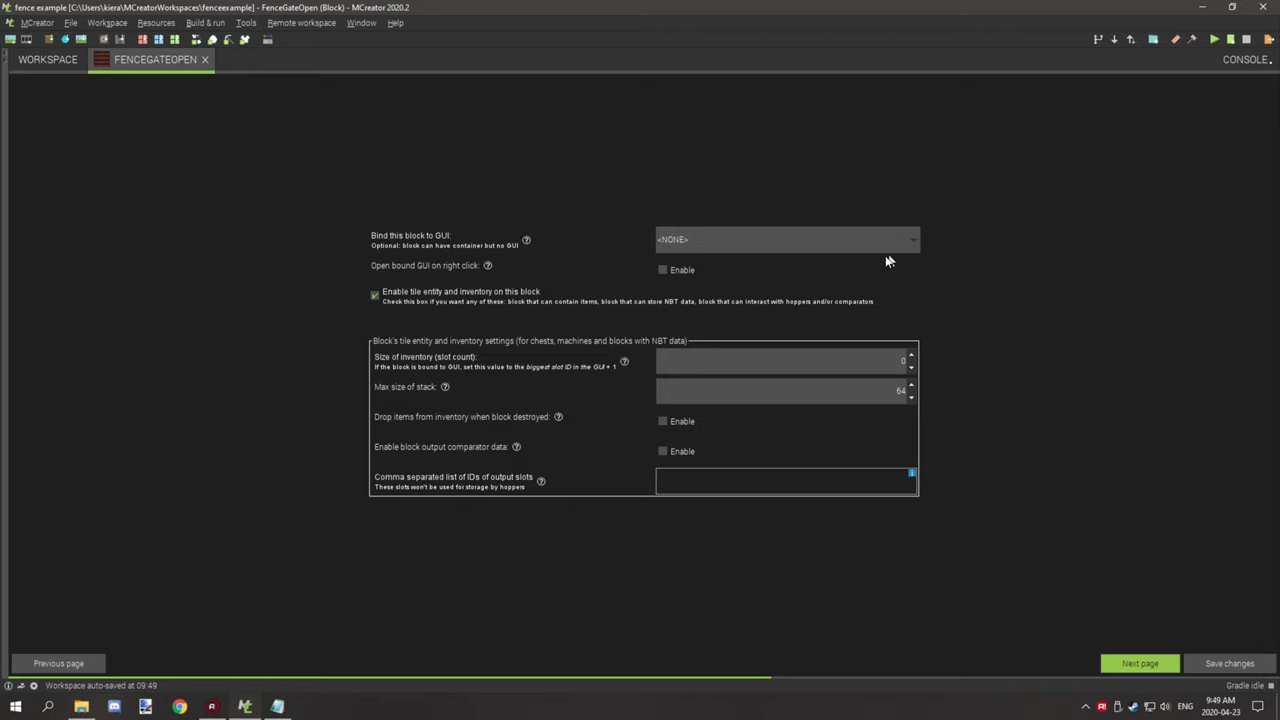 fence example [C:\Users\kiera\MCreatorWorkspaces\fenceexample] - FenceGateOpen (Block) - MCreator 2020.2
MCreator File Workspace Resources Build & run Tools Remote workspace Window Help
WORKSPACE FENCEGATEOPEN CONSOLE
Bind this block to GUI: <NONE>
Optional: block can have container but no GUI
Open bound GUI on right click: Enable
Enable tile entity and inventory on this block
Check this box if you want any of these: block that can contain items, block that can store NBT data, block that can interact with hoppers and/or comparators
Block's tile entity and inventory settings (for chests, machines and blocks with NBT data)
Size of inventory (slot count): 0
If the block is bound to GUI, set this value to the biggest slot ID in the GUI + 1
Max size of stack: 64
Drop items from inventory when block destroyed: Enable
Enable block output comparator data: Enable
Comma separated list of IDs of output slots
These slots won't be used for storage by hoppers
Previous page Next page Save changes
Workspace auto-saved at 09:49 Gradle idle
ENG 9:49 AM
2020-04-23